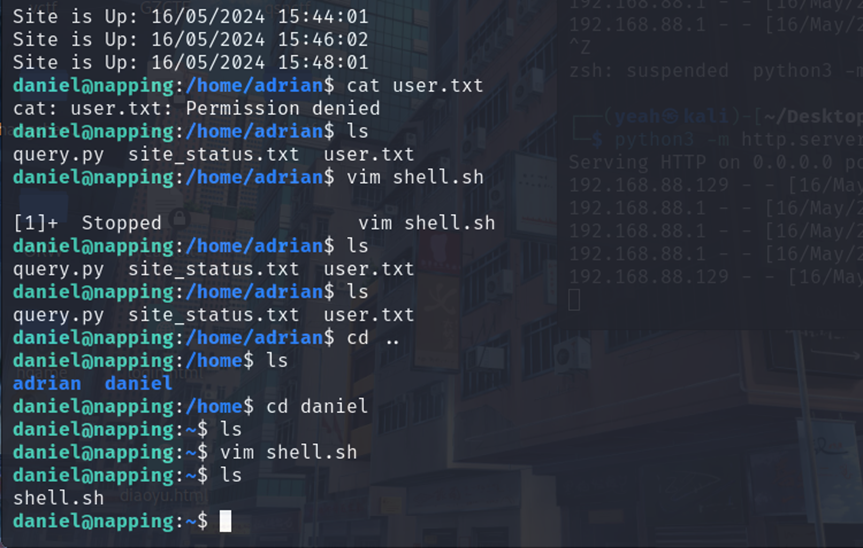 Site is Up: 16/05/2024 15:44:01
Site is Up: 16/05/2024 15:46:02
Site is Up: 16/05/2024 15:48:01
daniel@napping:/home/adrian$ cat user.txt
cat: user.txt: Permission denied
daniel@napping:/home/adrian$ ls
query.py  site_status.txt  user.txt
daniel@napping:/home/adrian$ vim shell.sh
[1]+  Stopped                 vim shell.sh
daniel@napping:/home/adrian$ ls
query.py  site_status.txt  user.txt
daniel@napping:/home/adrian$ ls
query.py  site_status.txt  user.txt
daniel@napping:/home/adrian$ cd ..
daniel@napping:/home$ ls
adrian  daniel
daniel@napping:/home$ cd daniel
daniel@napping:~$ ls
daniel@napping:~$ vim shell.sh
daniel@napping:~$ ls
shell.sh
daniel@napping:~$
192.168.88.1 - - [16/May/
192.168.88.1 - - [16/May/2
^Z
zsh: suspended  python3 -m
(yeah㉿kali)-[~/Desktop
$ python3 -m http.server
Serving HTTP on 0.0.0.0 po
192.168.88.129 - - [16/May
192.168.88.1 - - [16/May/2
192.168.88.1 - - [16/May/2
192.168.88.1 - - [16/May/2
192.168.88.129 - - [16/May
diaoyu.html